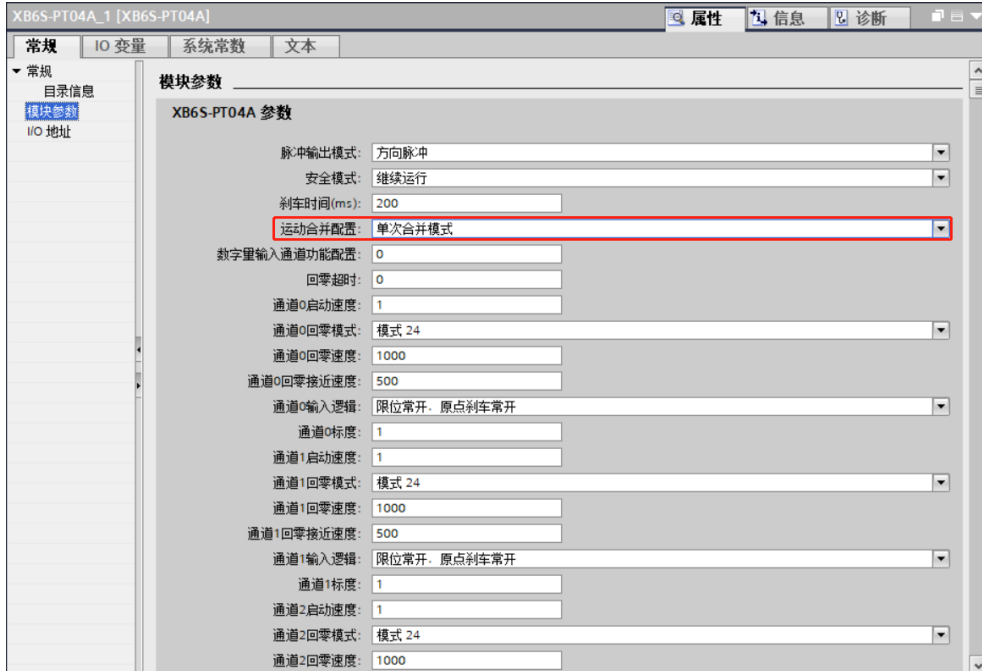 XB6S-PT04A_1 [XB6S-PT04A]
属性 信息 诊断
常规 IO 变量 系统常数 文本
常规
目录信息
模块参数
I/O 地址
模块参数
XB6S-PT04A 参数
脉冲输出模式: 方向脉冲
安全模式: 继续运行
刹车时间(ms): 200
运动合并配置: 单次合并模式
数字里输入通道功能配置: 0
回零超时: 0
通道0启动速度: 1
通道0回零模式: 模式 24
通道0回零速度: 1000
通道0回零接近速度: 500
通道0输入逻辑: 限位常开，原点刹车常开
通道0标度: 1
通道1启动速度: 1
通道1回零模式: 模式 24
通道1回零速度: 1000
通道1回零接近速度: 500
通道1输入逻辑: 限位常开，原点刹车常开
通道1标度: 1
通道2启动速度: 1
通道2回零模式: 模式 24
通道2回零速度: 1000